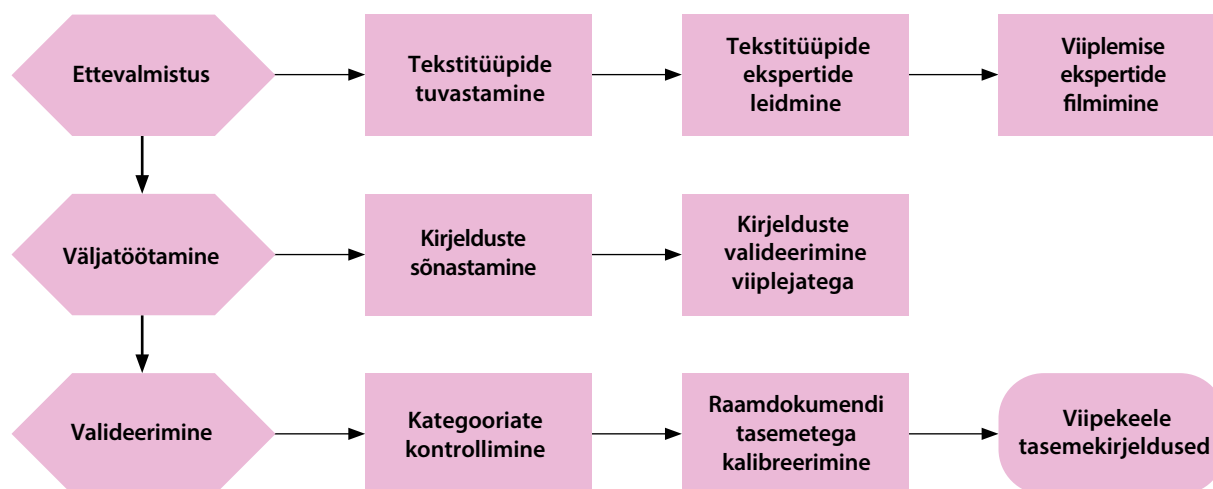 Ettevalmistus
Tekstitüüpide
tuvastamine
Tekstitüüpide
ekspertide
leidmine
Viiplemise
ekspertide
filmimine
Väljatöötamine
Kirjelduste
sõnastamine
Kirjelduste
valideerimine
viiplejatega
Valideerimine
Kategooriate
kontrollimine
Raamdokumendi
tasemetega
kalibreerimine
Viipekeele
tasemekirjeldused